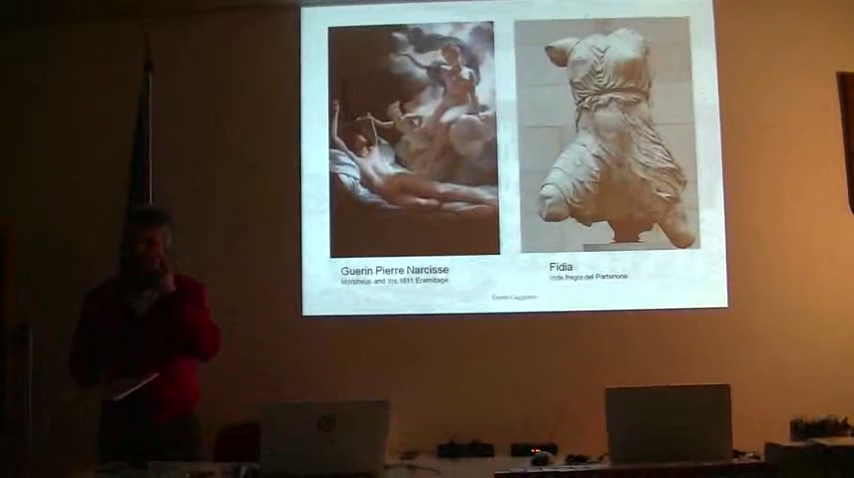 Guerin Pierre Narcisse
Morpheus and Iris 1811 Eremitage
Fidia
Iride,fregio del Partenone